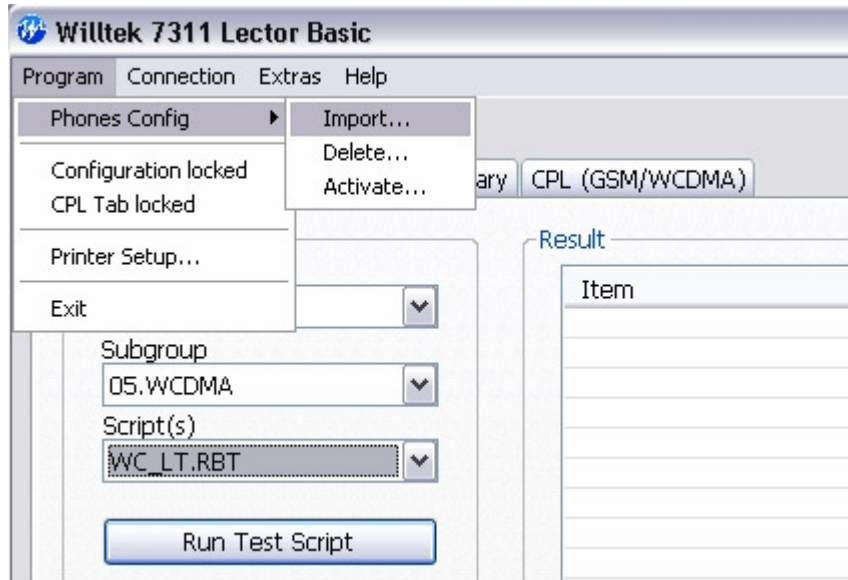 Willtek 7311 Lector Basic
Program Connection Extras Help
Phones Config
Import...
Delete...
Activate...
Configuration locked
CPL Tab locked
Printer Setup...
Exit
CPL (GSM/WCDMA)
Result
Item
Subgroup
05.WCDMA
Script(s)
WC_LT.RBT
Run Test Script